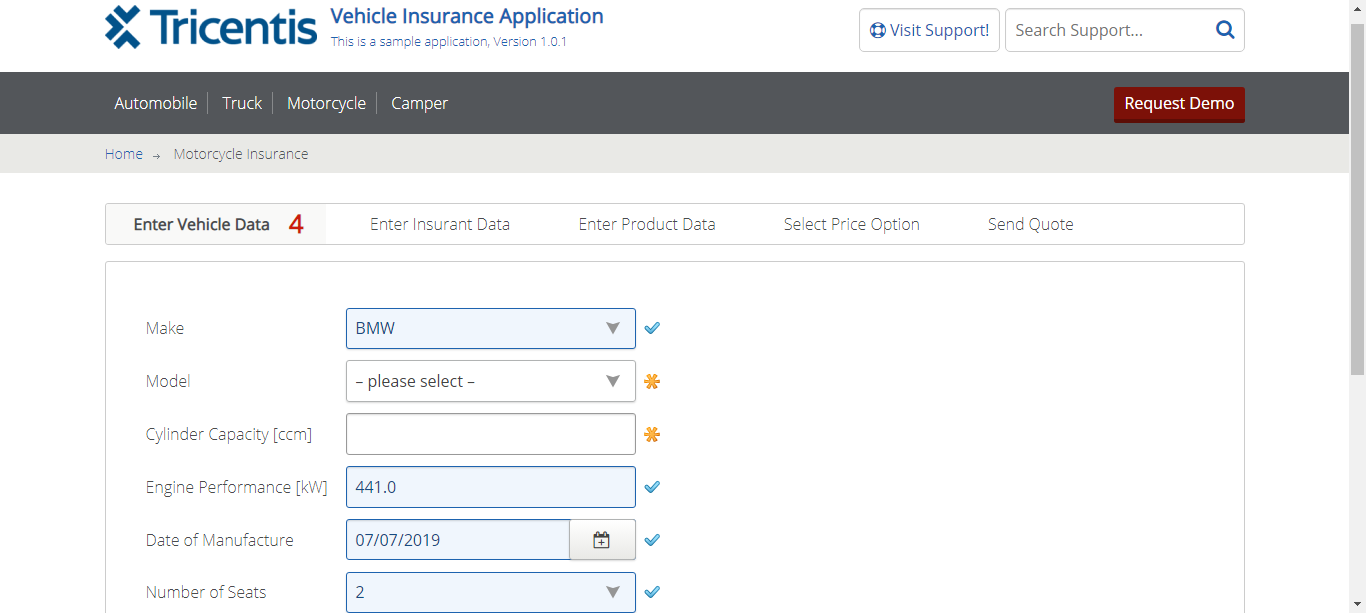 Tricentis
Vehicle Insurance Application
This is a sample application, Version 1.0.1
Visit Support!
Search Support...
Automobile Truck Motorcycle Camper
Request Demo
Home → Motorcycle Insurance
Enter Vehicle Data 4 Enter Insurant Data Enter Product Data Select Price Option Send Quote
Make BMW
Model – please select –
Cylinder Capacity [ccm]
Engine Performance [kW] 441.0
Date of Manufacture 07/07/2019
Number of Seats 2